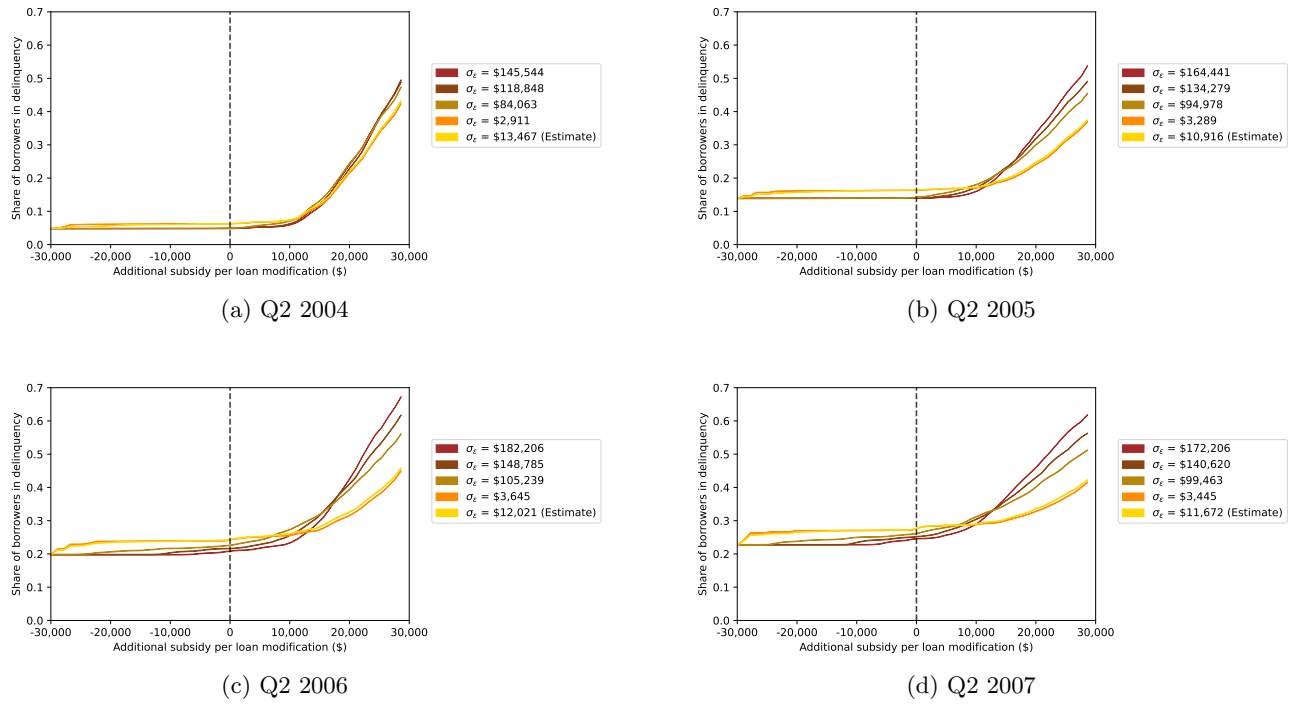 0.7
0.6
0.5
0.4
0.3
0.2
0.1
0.0
Share of borrowers in delinquency
-30,000 -20,000 -10,000 0 10,000 20,000 30,000
Additional subsidy per loan modification ($)
σε = $145,544
σε = $118,848
σε = $84,063
σε = $2,911
σε = $13,467 (Estimate)
(a) Q2 2004
0.7
0.6
0.5
0.4
0.3
0.2
0.1
0.0
Share of borrowers in delinquency
-30,000 -20,000 -10,000 0 10,000 20,000 30,000
Additional subsidy per loan modification ($)
σε = $164,441
σε = $134,279
σε = $94,978
σε = $3,289
σε = $10,916 (Estimate)
(b) Q2 2005
0.7
0.6
0.5
0.4
0.3
0.2
0.1
0.0
Share of borrowers in delinquency
-30,000 -20,000 -10,000 0 10,000 20,000 30,000
Additional subsidy per loan modification ($)
σε = $182,206
σε = $148,785
σε = $105,239
σε = $3,645
σε = $12,021 (Estimate)
(c) Q2 2006
0.7
0.6
0.5
0.4
0.3
0.2
0.1
0.0
Share of borrowers in delinquency
-30,000 -20,000 -10,000 0 10,000 20,000 30,000
Additional subsidy per loan modification ($)
σε = $172,206
σε = $140,620
σε = $99,463
σε = $3,445
σε = $11,672 (Estimate)
(d) Q2 2007